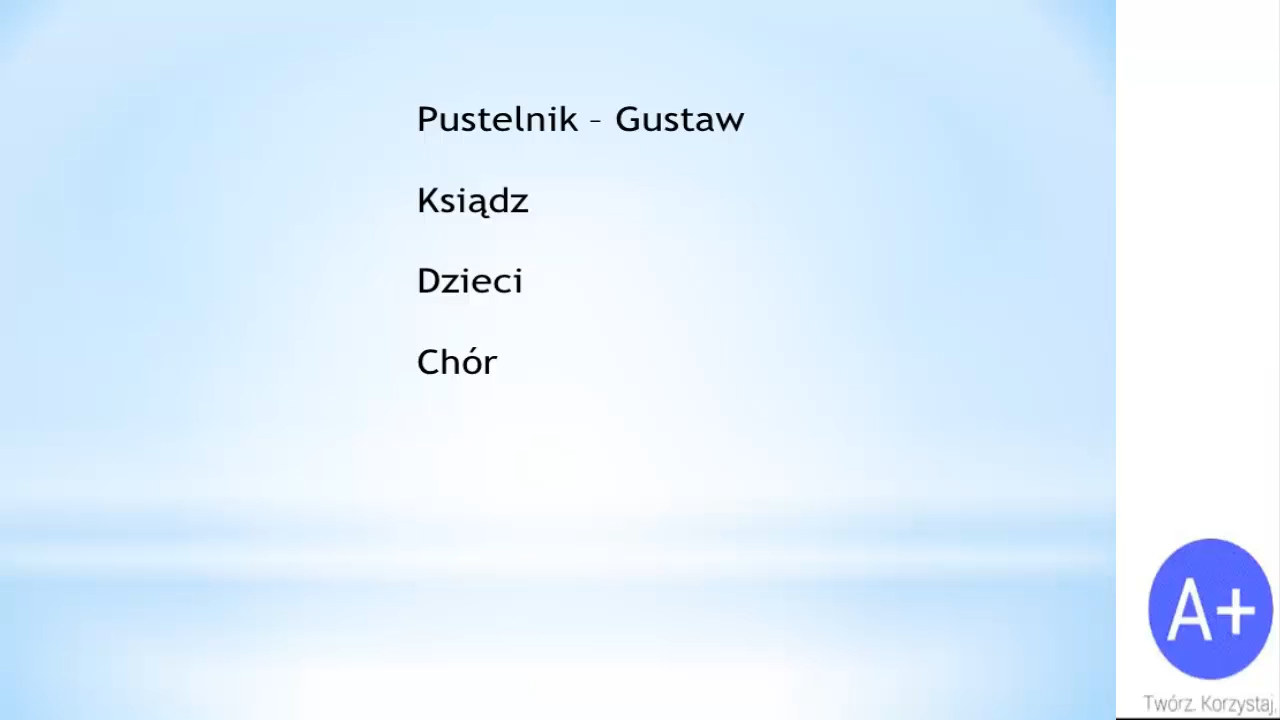 Pustelnik – Gustaw
Ksiądz
Dzieci
Chór
A+
Twórz. Korzystaj.